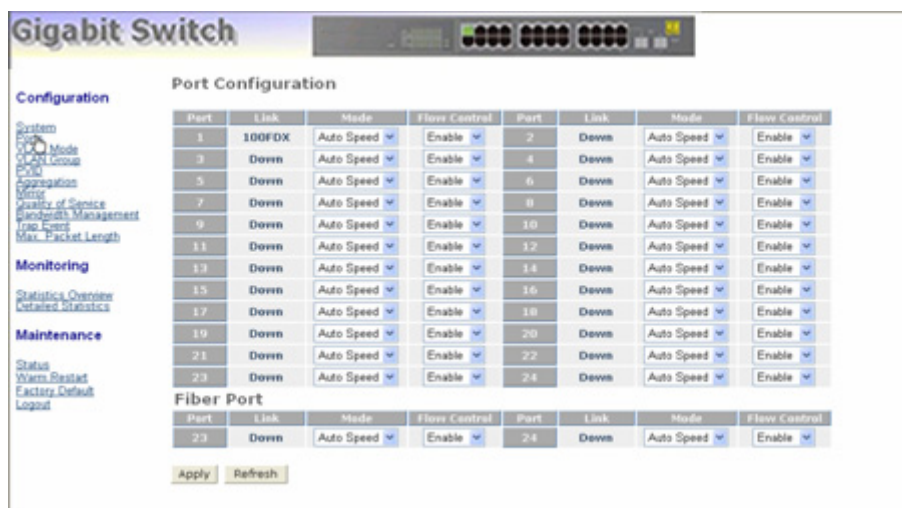 Gigabit Switch
Configuration
System
Port
VLAN Mode
VLAN Group
PVID
Aggregation
Mirror
Quality of Service
Bandwidth Management
Trap Event
Max. Packet Length
Monitoring
Statistics Overview
Detailed Statistics
Maintenance
Status
Warm Restart
Factory Default
Logout
Port Configuration
Port Link Mode Flow Control Port Link Mode Flow Control
1 100FDX Auto Speed Enable 2 Down Auto Speed Enable
3 Down Auto Speed Enable 4 Down Auto Speed Enable
5 Down Auto Speed Enable 6 Down Auto Speed Enable
7 Down Auto Speed Enable 8 Down Auto Speed Enable
9 Down Auto Speed Enable 10 Down Auto Speed Enable
11 Down Auto Speed Enable 12 Down Auto Speed Enable
13 Down Auto Speed Enable 14 Down Auto Speed Enable
15 Down Auto Speed Enable 16 Down Auto Speed Enable
17 Down Auto Speed Enable 18 Down Auto Speed Enable
19 Down Auto Speed Enable 20 Down Auto Speed Enable
21 Down Auto Speed Enable 22 Down Auto Speed Enable
23 Down Auto Speed Enable 24 Down Auto Speed Enable
Fiber Port
Port Link Mode Flow Control Port Link Mode Flow Control
23 Down Auto Speed Enable 24 Down Auto Speed Enable
Apply Refresh